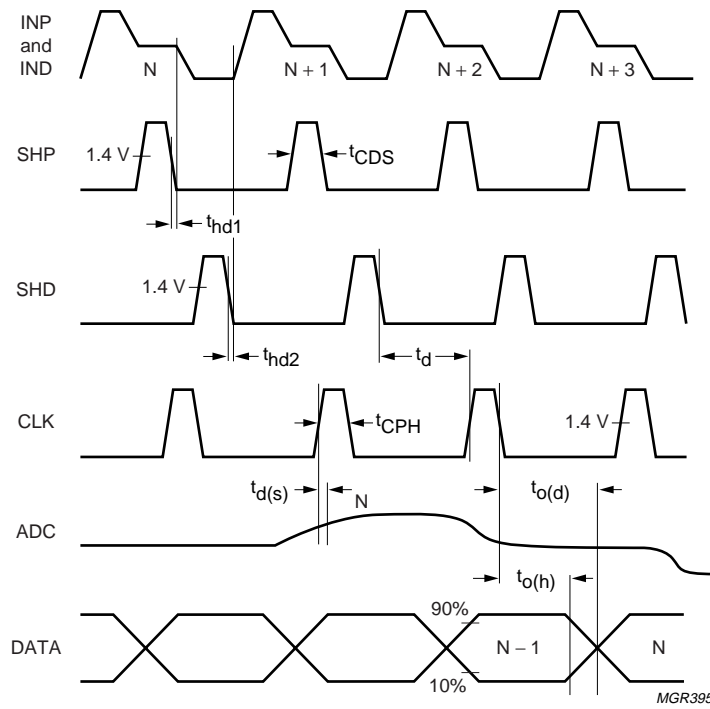 INP
and
IND
N
N + 1
N + 2
N + 3
SHP
1.4 V
tCDS
thd1
SHD
1.4 V
thd2
td
CLK
tCPH
1.4 V
td(s)
N
to(d)
ADC
to(h)
90%
DATA
N − 1
N
10%
MGR395